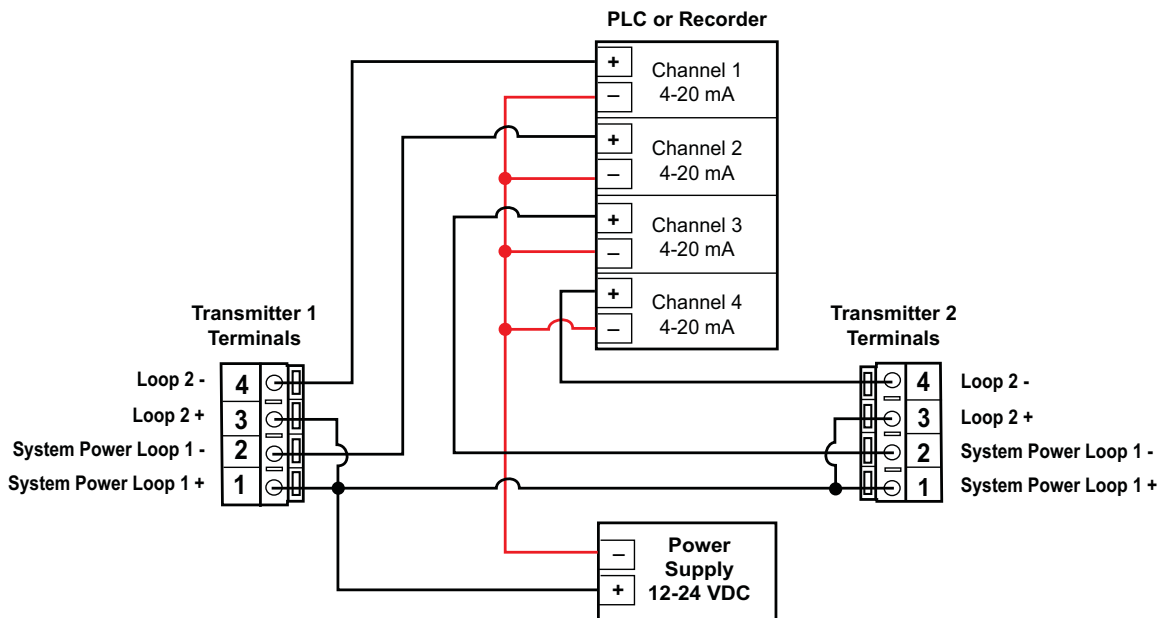 PLC or Recorder
+
Channel 1
4-20 mA
–
+
Channel 2
4-20 mA
–
+
Channel 3
4-20 mA
–
+
Channel 4
4-20 mA
–
Transmitter 1
Terminals
Loop 2 - 4
Loop 2 + 3
System Power Loop 1 - 2
System Power Loop 1 + 1
Transmitter 2
Terminals
4 Loop 2 -
3 Loop 2 +
2 System Power Loop 1 -
1 System Power Loop 1 +
–
+
Power
Supply
12-24 VDC